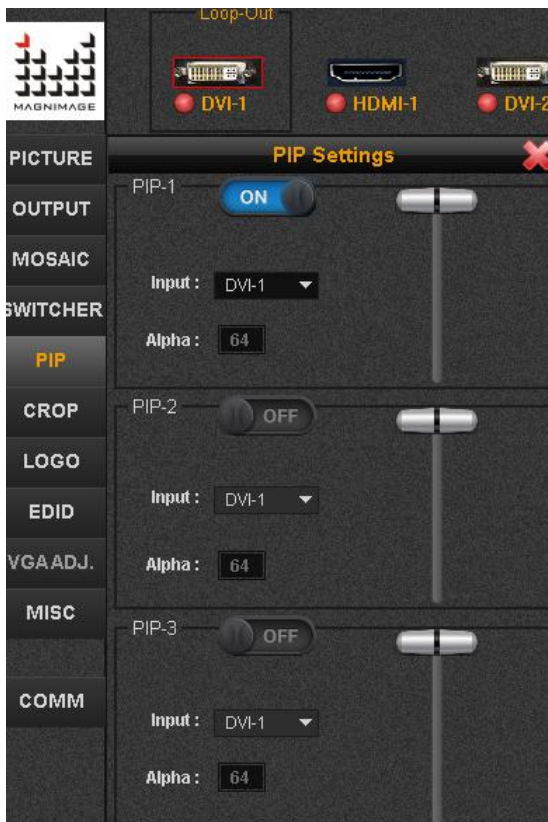 Loop-Out
MAGNIMAGE
DVI-1
HDMI-1
DVI-2
PICTURE
OUTPUT
MOSAIC
SWITCHER
PIP
CROP
LOGO
EDID
VGA ADJ.
MISC
COMM
PIP Settings
PIP-1
ON
Input :
DVI-1
Alpha :
64
PIP-2
OFF
Input :
DVI-1
Alpha :
64
PIP-3
OFF
Input :
DVI-1
Alpha :
64